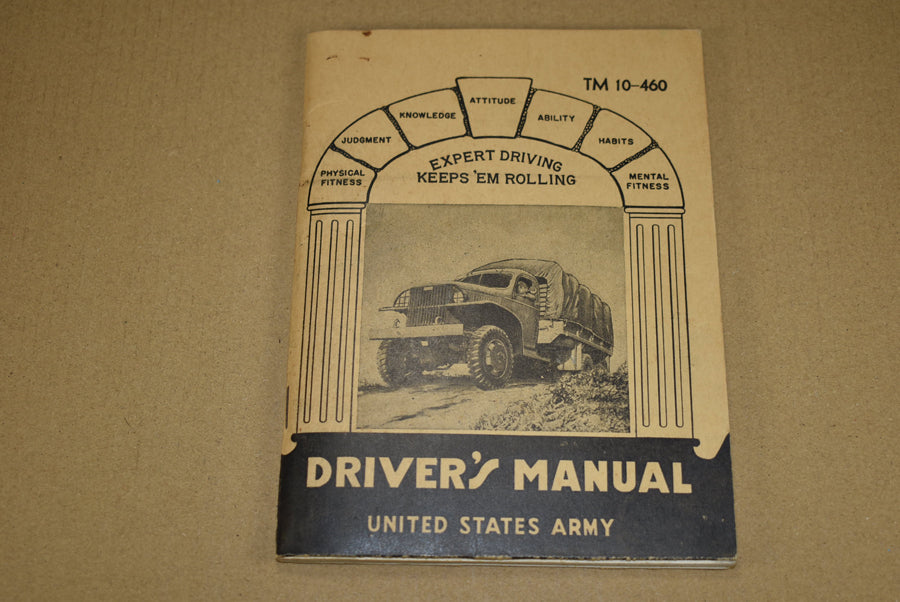 TM 10-460
PHYSICAL
FITNESS
JUDGMENT
KNOWLEDGE
ATTITUDE
ABILITY
HABITS
MENTAL
FITNESS
EXPERT DRIVING
KEEPS 'EM ROLLING
DRIVER'S MANUAL
UNITED STATES ARMY